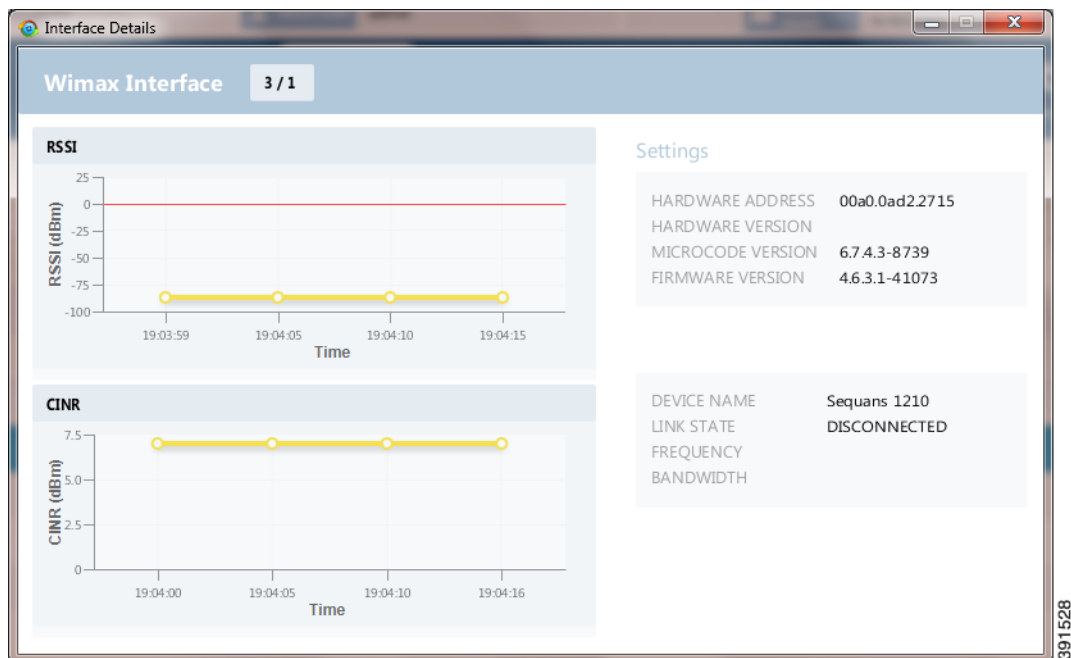 Interface Details
Wimax Interface 3 / 1
RSSI
25
0
-25
-50
-75
-100
RSSI (dBm)
19:03:59 19:04:05 19:04:10 19:04:15
Time
CINR
7.5
5.0
2.5
0
CINR (dBm)
19:04:00 19:04:05 19:04:10 19:04:16
Time
Settings
HARDWARE ADDRESS 00a0.0ad2.2715
HARDWARE VERSION
MICROCODE VERSION 6.7.4.3-8739
FIRMWARE VERSION 4.6.3.1-41073
DEVICE NAME Sequans 1210
LINK STATE DISCONNECTED
FREQUENCY
BANDWIDTH
391528